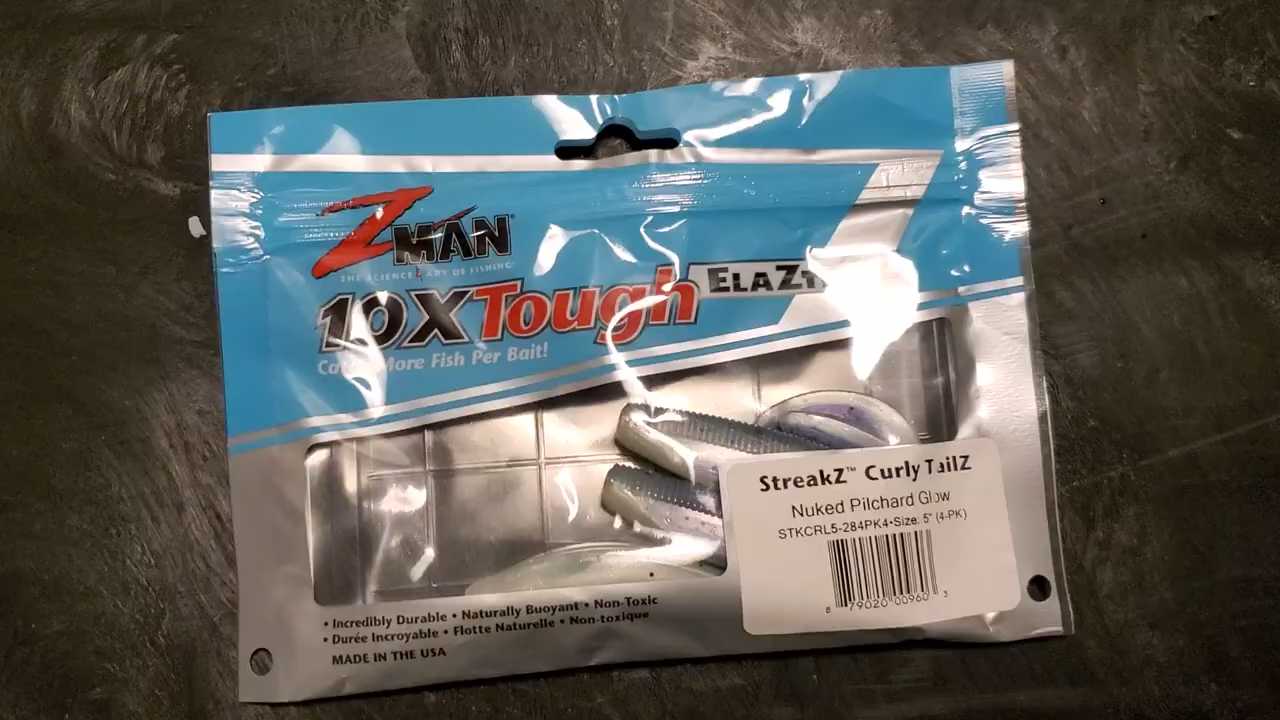 ZMAN
THE SCIENCE & ART OF FISHING
10X Tough ELAZT
Catch More Fish Per Bait!
StreakZ™ Curly TailZ
Nuked Pilchard Glow
STKCRL5-284PK4•Size: 5" (4-PK)
8 79020 00960 3
• Incredibly Durable • Naturally Buoyant • Non-Toxic
• Durée Incroyable • Flotte Naturelle • Non-toxique
MADE IN THE USA